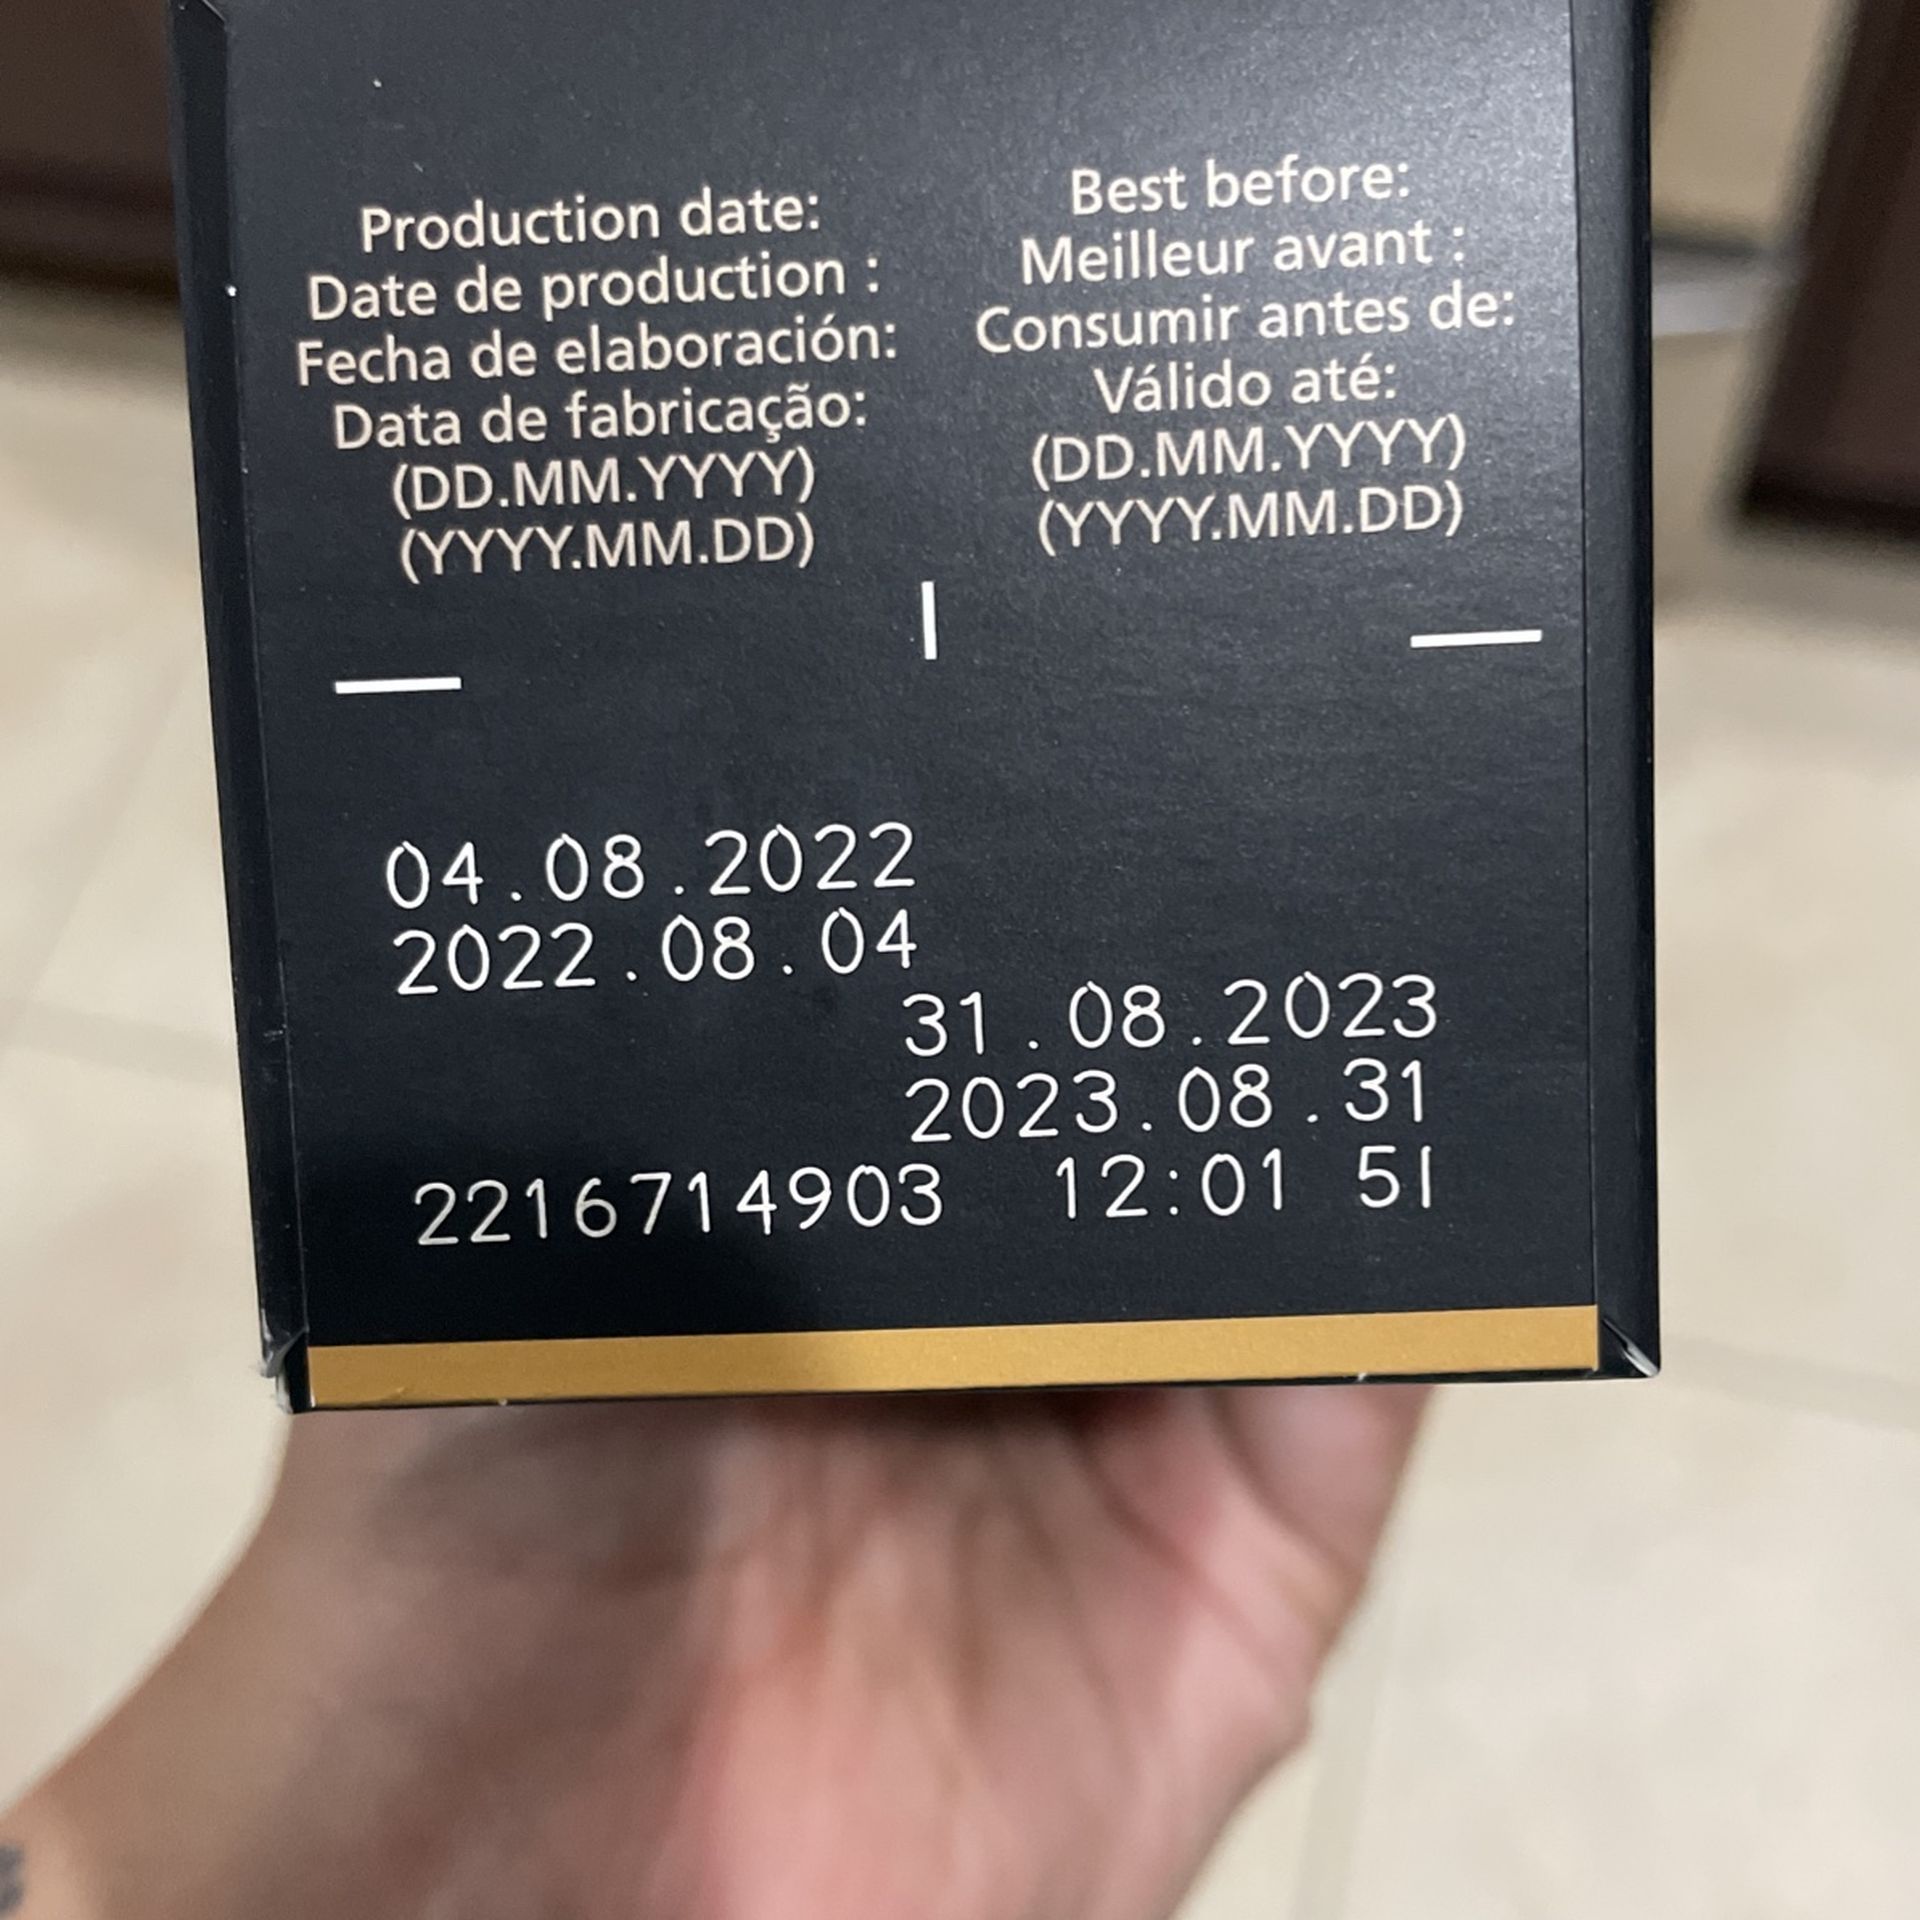 Production date:
Date de production :
Fecha de elaboración:
Data de fabricação:
(DD.MM.YYYY)
(YYYY.MM.DD)
Best before:
Meilleur avant :
Consumir antes de:
Válido até:
(DD.MM.YYYY)
(YYYY.MM.DD)
04.08.2022
2022.08.04
31.08.2023
2023.08.31
2216714903 12:01 5I